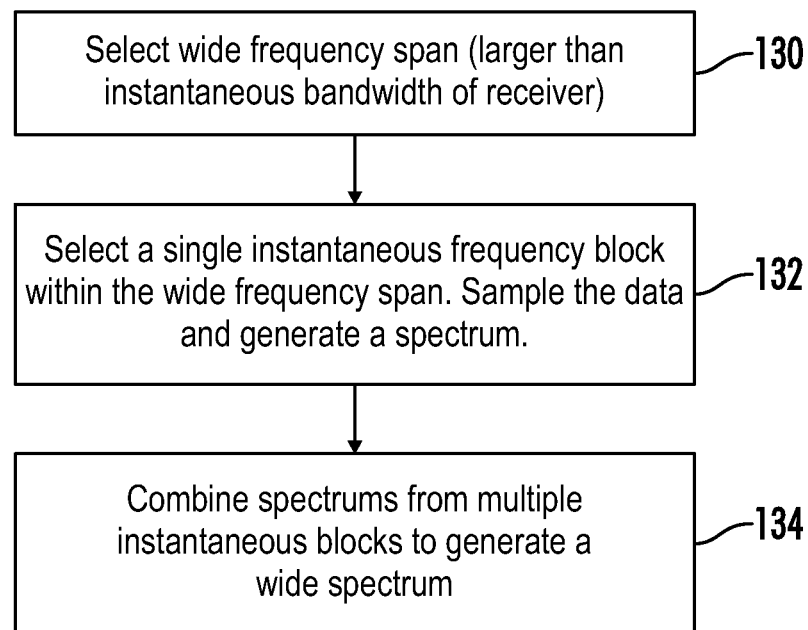 Select wide frequency span (larger than
instantaneous bandwidth of receiver)
130
Select a single instantaneous frequency block
within the wide frequency span. Sample the data
and generate a spectrum.
132
Combine spectrums from multiple
instantaneous blocks to generate a
wide spectrum
134